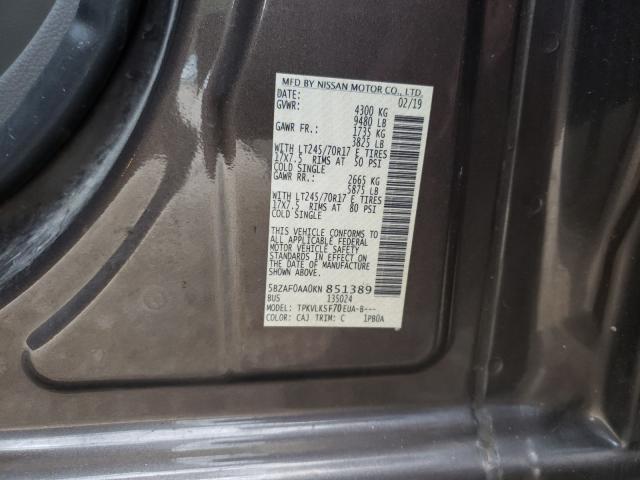 MFD BY NISSAN MOTOR CO., LTD.
DATE: 02/19
GVWR: 4300 KG
9480 LB
GAWR FR.: 1735 KG
3825 LB
WITH LT245/70R17 E TIRES
17X7.5 RIMS AT 50 PSI
COLD SINGLE
GAWR RR.: 2665 KG
5875 LB
WITH LT245/70R17 E TIRES
17X7.5 RIMS AT 80 PSI
COLD SINGLE
THIS VEHICLE CONFORMS TO
ALL APPLICABLE FEDERAL
MOTOR VEHICLE SAFETY
STANDARDS IN EFFECT ON
THE DATE OF MANUFACTURE
SHOWN ABOVE.
5BZAF0AA0KN 851389
BUS 135024
MODEL: TPKVLKSF70EUA-B---
COLOR: CAJ TRIM: C 1PB0A